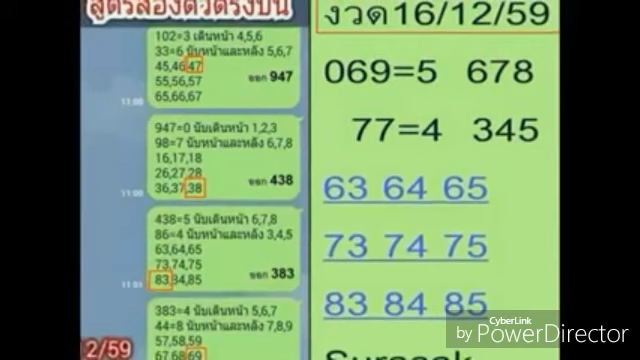 สูตรสองตัวตรงบน
102=3 เดินหน้า 4,5,6
33=6 นับหน้าและหลัง 5,6,7
45,46,47
55,56,57
65,66,67
ออก 947
11:00
947=0 นับเดินหน้า 1,2,3
98=7 นับหน้าและหลัง 6,7,8
16,17,18
26,27,28
36,37,38
ออก 438
11:00
438=5 นับเดินหน้า 6,7,8
86=4 นับหน้าและหลัง 3,4,5
63,64,65
73,74,75
83,84,85
ออก 383
11:01
383=4 นับเดินหน้า 5,6,7
44=8 นับหน้าและหลัง 7,8,9
57,58,59
67,68,69
2/59
งวด16/12/59
069=5 678
77=4 345
63 64 65
73 74 75
83 84 85
CyberLink
by PowerDirector